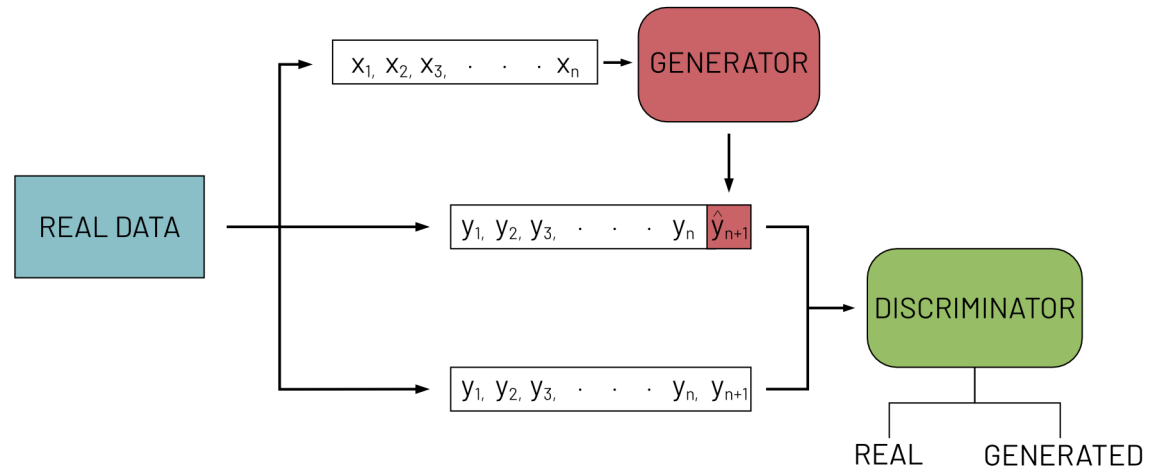 x₁, x₂, x₃, · · · xₙ
GENERATOR
REAL DATA
y₁, y₂, y₃, · · · yₙ ŷₙ₊₁
DISCRIMINATOR
y₁, y₂, y₃, · · · yₙ, yₙ₊₁
REAL
GENERATED